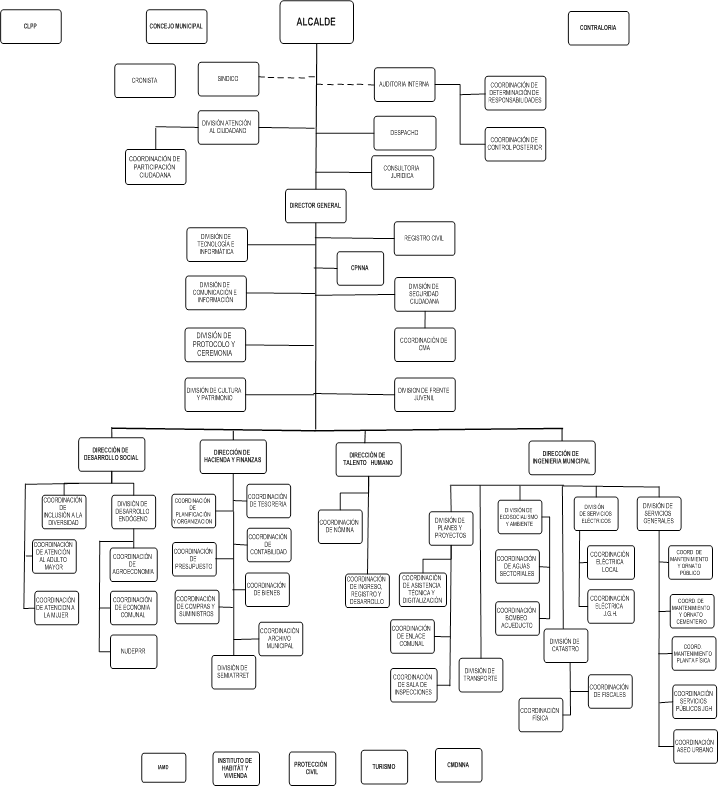 CLPP
CONCEJO MUNICIPAL
ALCALDE
CONTRALORIA
CRONISTA
SINDICO
AUDITORIA INTERNA
COORDINACIÓN DE
DETERMINACIÓN DE
RESPONSABILIDADES
DIVISIÓN ATENCIÓN
AL CIUDADANO
DESPACHO
COORDINACIÓN DE
CONTROL POSTERIOR
COORDINACIÓN DE
PARTICIPACIÓN
CIUDADANA
CONSULTORIA
JURIDICA
DIRECTOR GENERAL
DIVISIÓN DE
TECNOLOGÍA E
INFORMÁTICA
REGISTRO CIVIL
CPNNA
DIVISIÓN DE
COMUNICACIÓN E
INFORMACIÓN
DIVISIÓN DE
SEGURIDAD
CIUDADANA
DIVISIÓN DE
PROTOCOLO Y
CEREMONIA
COORDINACIÓN DE
CMA
DIVISIÓN DE CULTURA
Y PATRIMONIO
DIVISION DE FRENTE
JUVENIL
DIRECCIÓN DE
DESARROLLO SOCIAL
DIRECCIÓN DE
HACIENDA Y FINANZAS
DIRECCIÓN DE
TALENTO HUMANO
DIRECCIÓN DE
INGENIERIA MUNICIPAL
COORDINACIÓN
DE
INCLUSIÓN A LA
DIVERSIDAD
DIVISIÓN DE
DESARROLLO
ENDÓGENO
COORDINACIÓN
DE ATENCIÓN
AL ADULTO
MAYOR
COORDINACIÓN
DE
AGROECONOMIA
COORDINACIÓN
DE ATENCION A
LA MUJER
COORDINACIÓN
DE ECONOMIA
COMUNAL
NUDEPRR
COORDINACIÓN
DE
PLANIFICACIÓN
Y ORGANIZACION
COORDINACIÓN
DE TESORERIA
COORDINACIÓN
DE
PRESUPUESTO
COORDINACIÓN
DE
CONTABILIDAD
COORDINACIÓN
DE COMPRAS Y
SUMINISTROS
COORDINACIÓN
DE BIENES
COORDINACIÓN
ARCHIVO
MUNICIPAL
DIVISIÓN DE
SEMIATRRET
COORDINACIÓN
DE NÓMINA
COORDINACIÓN
DE INGRESO,
REGISTRO Y
DESARROLLO
DIVISIÓN DE
PLANES Y
PROYECTOS
COORDINACIÓN
DE ASISTENCIA
TÉCNICA Y
DIGITALIZACIÓN
COORDINACIÓN
DE ENLACE
COMUNAL
COORDINACIÓN
DE SALA DE
INSPECCIONES
DIVISIÓN DE
TRANSPORTE
DIVISIÓN DE
ECOSOCIALISMO
Y AMBIENTE
COORDINACIÓN
DE AGUAS
SECTORIALES
COORDINACIÓN
BOMBEO
ACUEDUCTO
DIVISIÓN DE
CATASTRO
COORDINACIÓN
DE FISCALES
COORDINACIÓN
FÍSICA
DIVISIÓN
DE SERVICIOS
ELÉCTRICOS
COORDINACIÓN
ELÉCTRICA
LOCAL
COORDINACIÓN
ELÉCTRICA
J.G.H.
DIVISIÓN DE
SERVICIOS
GENERALES
COORD DE
MANTENIMIENTO
Y ORNATO
PÚBLICO
COORD. DE
MANTENIMIENTO
Y ORNATO
CEMENTERIO
COORD.
MANTENIMIENTO
PLANTA FÍSICA
COORDINACIÓN
SERVICIOS
PÚBLICOS JGH
COORDINACIÓN
ASEO URBANO
IAMD
INSTITUTO DE
HABITÁT Y
VIVIENDA
PROTECCIÓN
CIVIL
TURISMO
CMDNNA